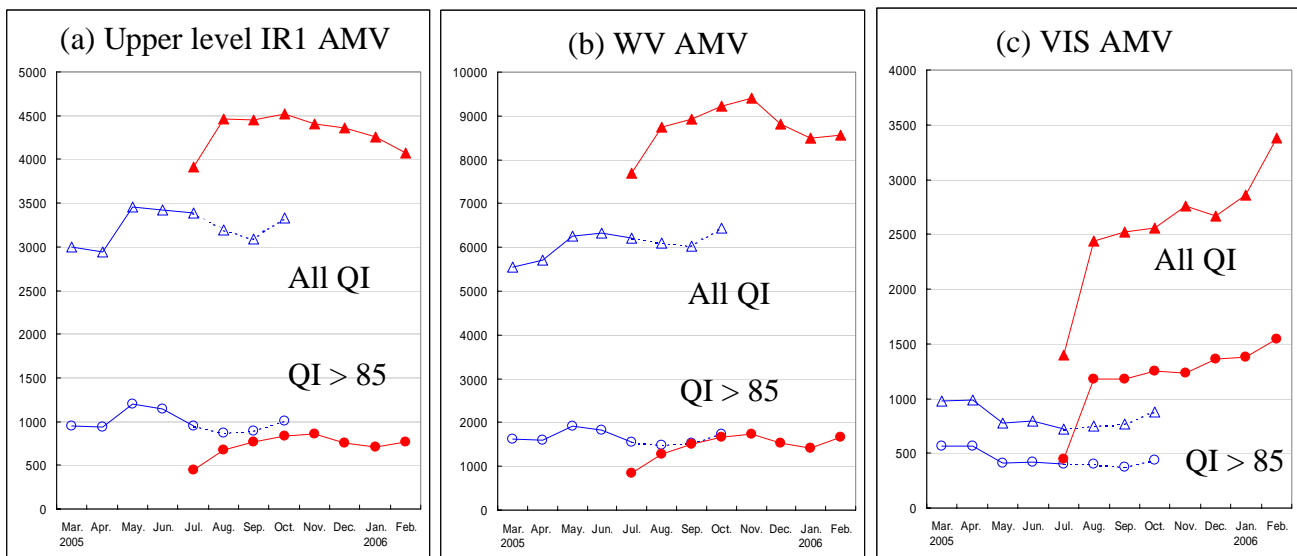 (a) Upper level IR1 AMV
5000
4500
4000
3500
3000
2500
2000
1500
1000
500
0
All QI
QI > 85
Mar. Apr. May. Jun. Jul. Aug. Sep. Oct. Nov. Dec. Jan. Feb.
2005 2006
(b) WV AMV
10000
9000
8000
7000
6000
5000
4000
3000
2000
1000
0
All QI
QI > 85
Mar. Apr. May. Jun. Jul. Aug. Sep. Oct. Nov. Dec. Jan. Feb.
2005 2006
(c) VIS AMV
4000
3500
3000
2500
2000
1500
1000
500
0
All QI
QI > 85
Mar. Apr. May. Jun. Jul. Aug. Sep. Oct. Nov. Dec. Jan. Feb.
2005 2006